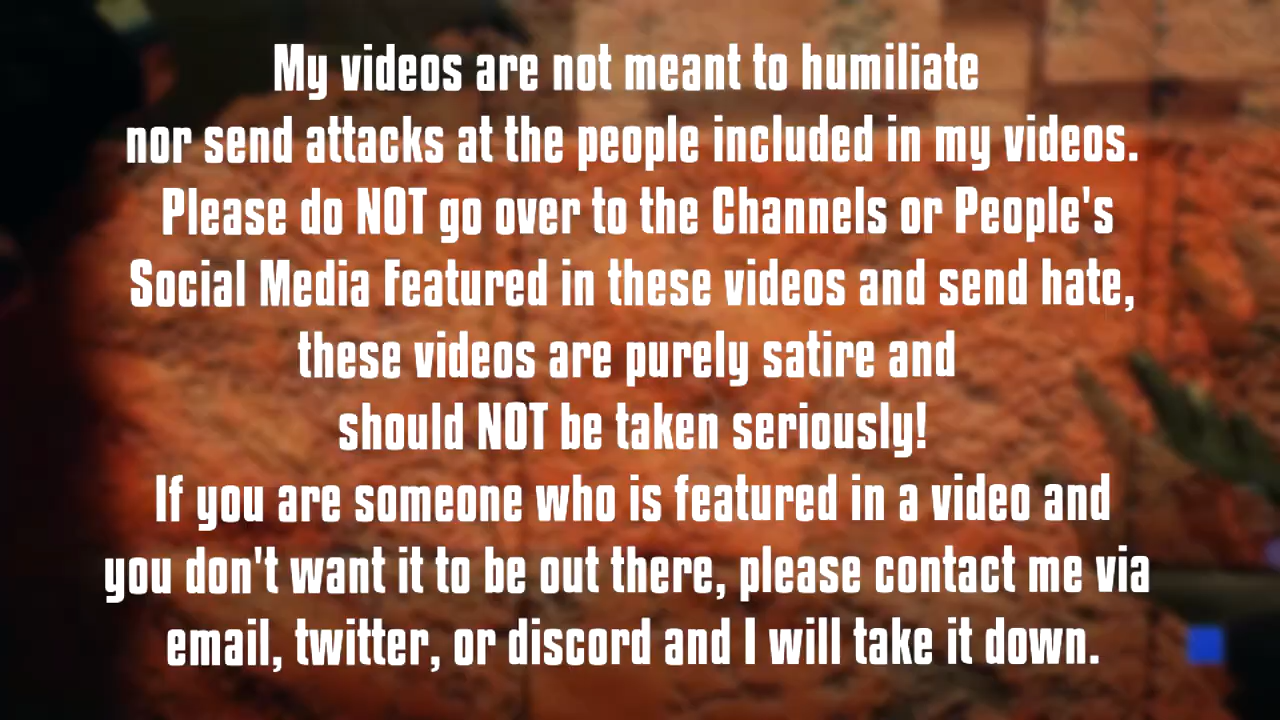 My videos are not meant to humiliate
nor send attacks at the people included in my videos.
Please do NOT go over to the Channels or People's
Social Media Featured in these videos and send hate,
these videos are purely satire and
should NOT be taken seriously!
If you are someone who is featured in a video and
you don't want it to be out there, please contact me via
email, twitter, or discord and I will take it down.